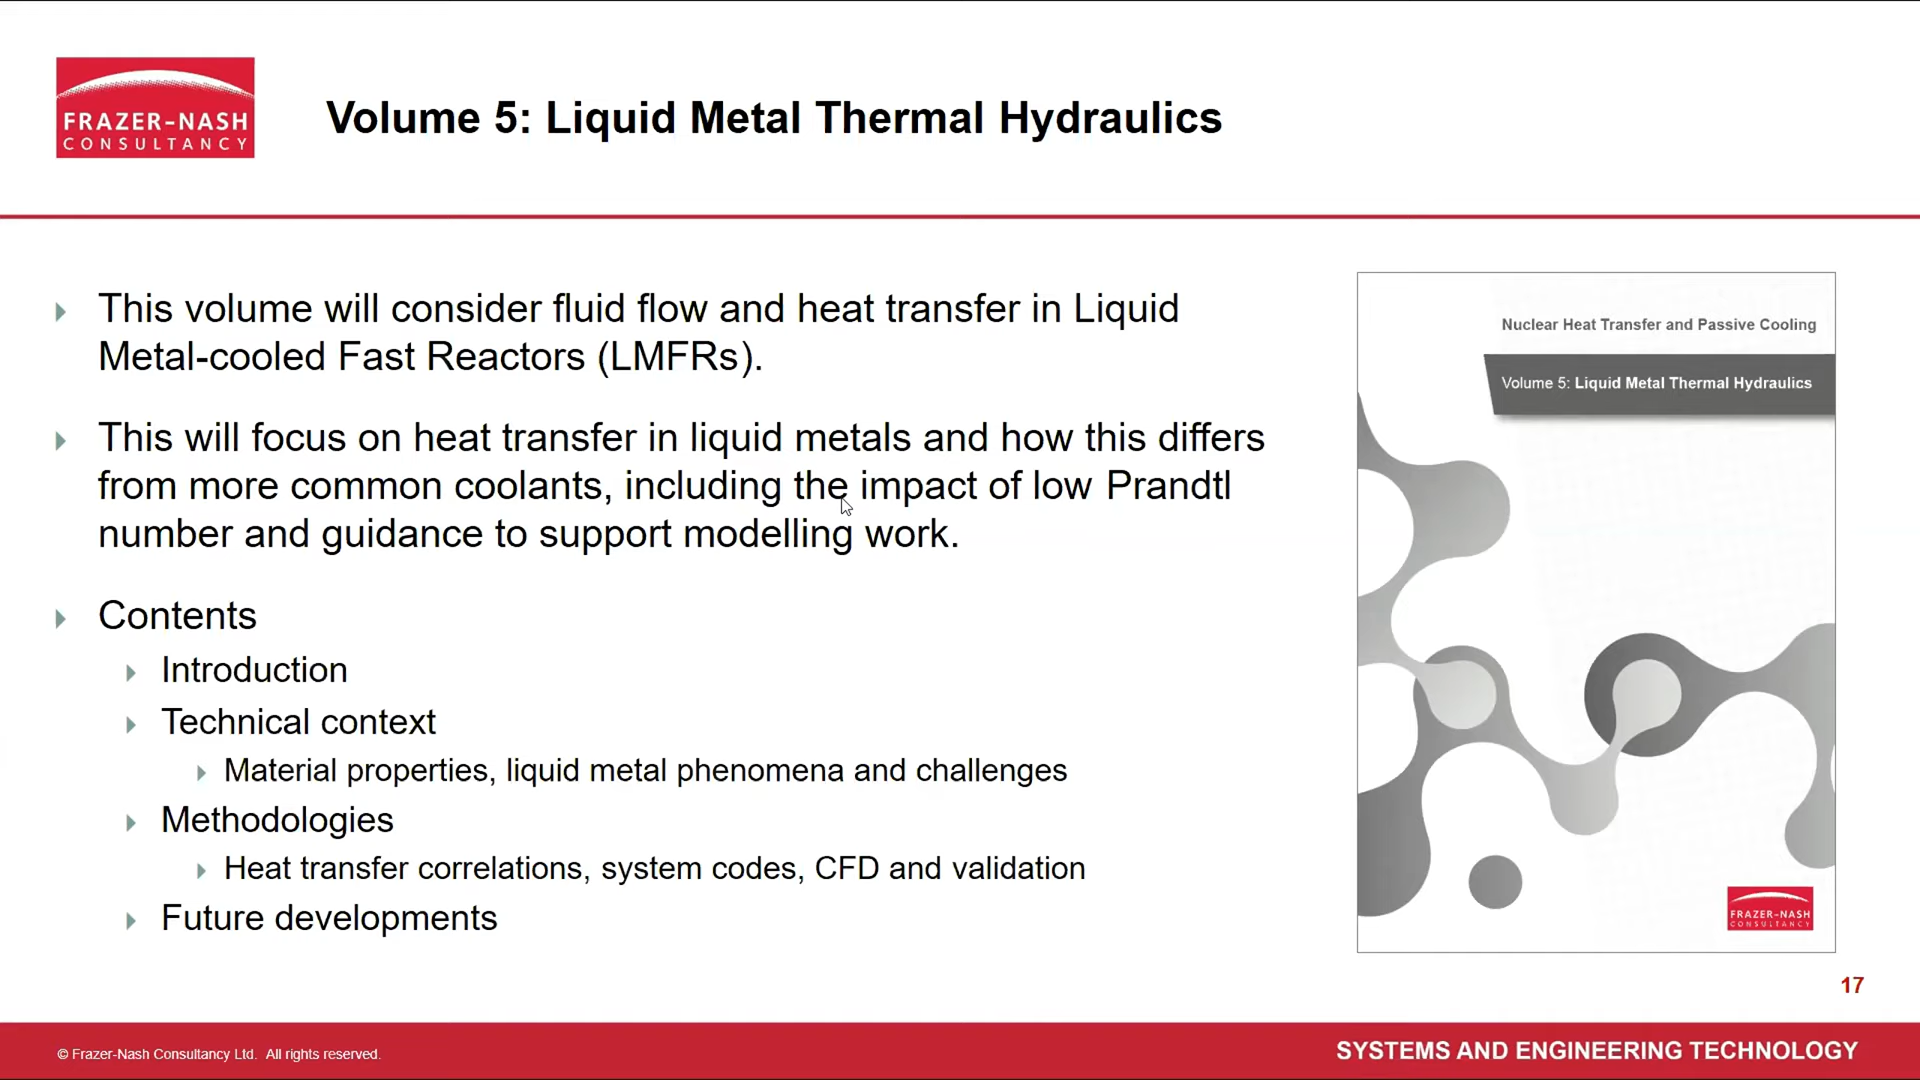 FRAZER-NASH
CONSULTANCY
Volume 5: Liquid Metal Thermal Hydraulics
This volume will consider fluid flow and heat transfer in Liquid
Metal-cooled Fast Reactors (LMFRs).
This will focus on heat transfer in liquid metals and how this differs
from more common coolants, including the impact of low Prandtl
number and guidance to support modelling work.
Contents
Introduction
Technical context
Material properties, liquid metal phenomena and challenges
Methodologies
Heat transfer correlations, system codes, CFD and validation
Future developments
Nuclear Heat Transfer and Passive Cooling
Volume 5: Liquid Metal Thermal Hydraulics
FRAZER-NASH
CONSULTANCY
17
© Frazer-Nash Consultancy Ltd. All rights reserved.
SYSTEMS AND ENGINEERING TECHNOLOGY